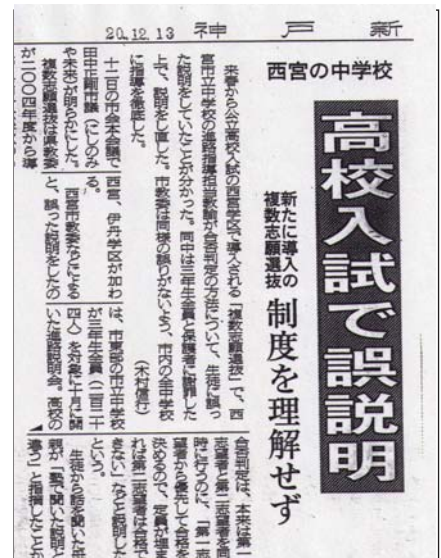 20.12.13 神戸新
西宮の中学校
高校入試で誤説明
新たに導入の
複数志願選抜
制度を理解せず
来春から公立高校入試の西宮学区で導入される「複数志願選抜」で、西
宮市立中学校の進路指導担当教諭が合否判定の方法について、生徒に誤っ
た説明をしていたことが分かった。同中は三年生全員と保護者に謝罪した
上で、説明をし直した。市教委は同様の誤りがないよう、市内の全中学校
に指導を徹底した。
(木村信行)
十二日の市会本会議で
田中正剛市議(にしのみ
や未来)が明らかにした。
複数志願選抜は県教委
が二〇〇四年度から導
西宮、伊丹学区が加わ
る。
西宮市教委などによる
と、誤った説明をしたの
は、市東部の市立中学校
が三年生全員(二百二十
四人)を対象に十月に開
いた進路説明会。高校の
合否判定は、本来は第一
志望者と第二志望者を同
時に行うのに、「第一志
望者から優先して合格を
決めるので、定員が埋ま
れば第二志望者は合格で
きない」などと説明した
という。
生徒から話を聞いた母
親が「塾で聞いた説明と
違う」と指摘したことか